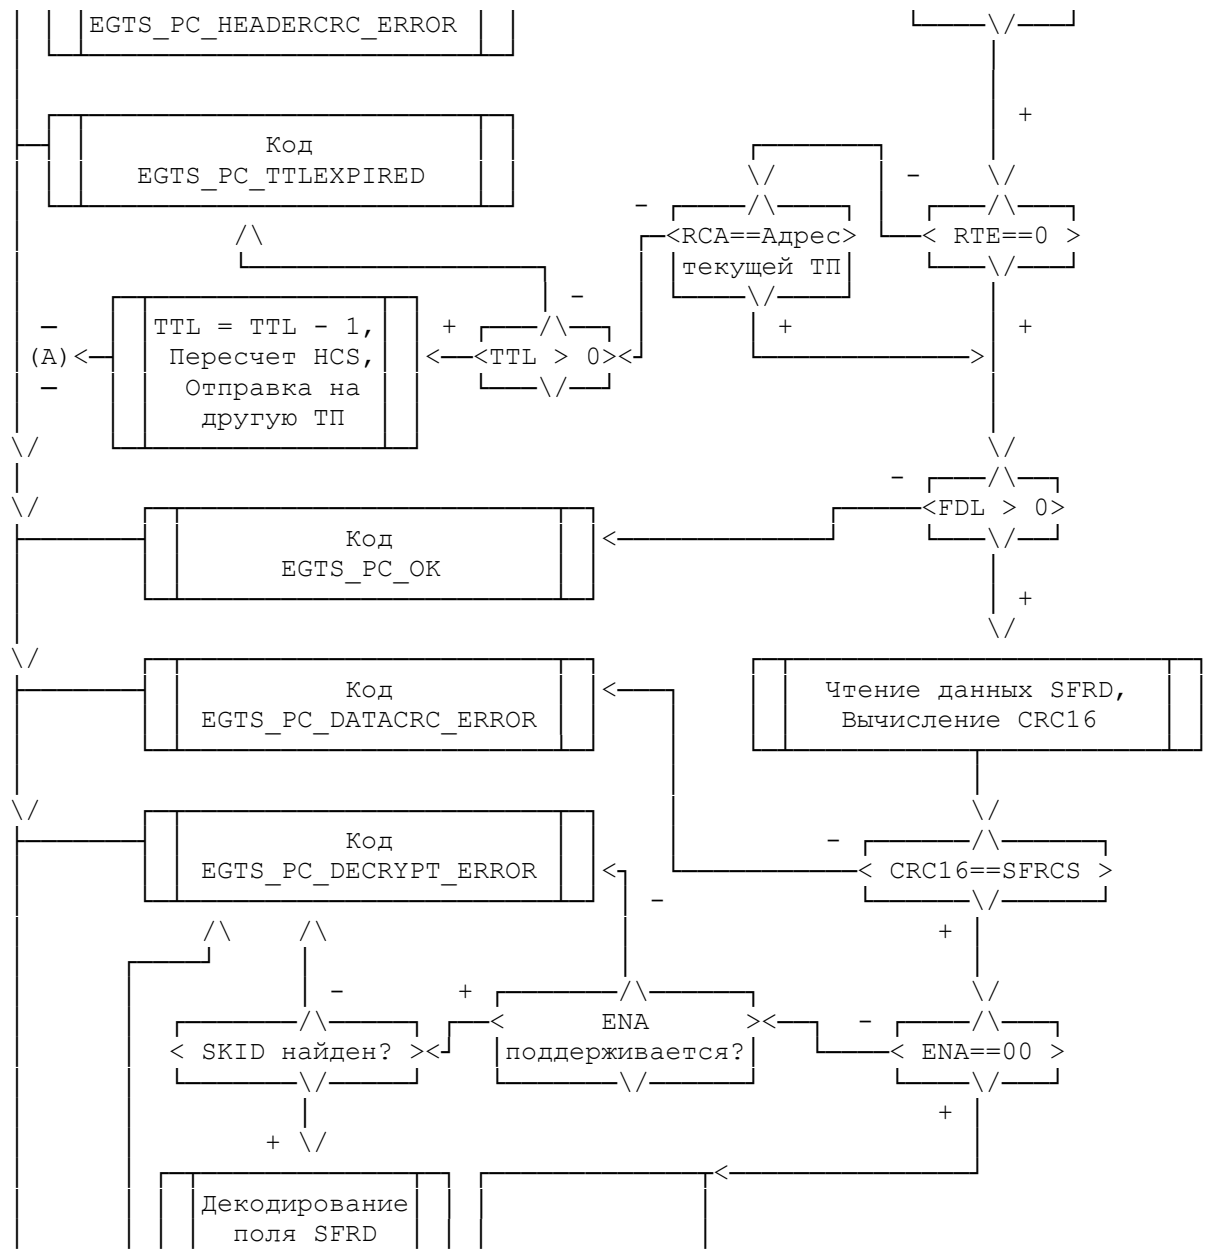 EGTS_PC_HEADERCRC_ERROR
+
Код
EGTS_PC_TTLEXPIRED
-
-
<RCA==Адрес>
текущей ТП
< RTE==0 >
-
TTL = TTL - 1,
+
+
+
(А)<
Пересчет HCS,
<TTL > 0>
Отправка на
другую ТП
-
<FDL > 0>
Код
EGTS_PC_OK
+
Код
EGTS_PC_DATACRC_ERROR
Чтение данных SFRD,
Вычисление CRC16
Код
-
EGTS_PC_DECRYPT_ERROR
< CRC16==SFRCS >
-
+
-
+
ENA
-
< SKID найден? >
поддерживается?
< ENA==00 >
+
+
Декодирование
поля SFRD